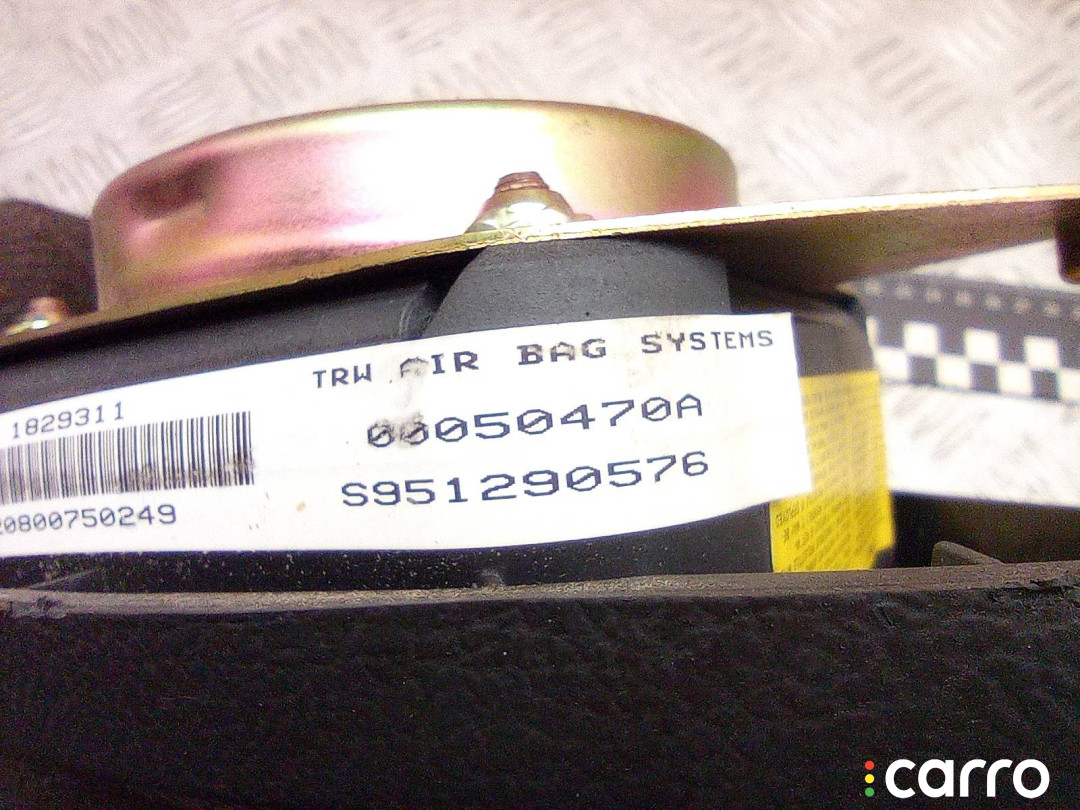 TRW AIR BAG SYSTEMS
1829311
00050470A
S951290576
20800750249
carro